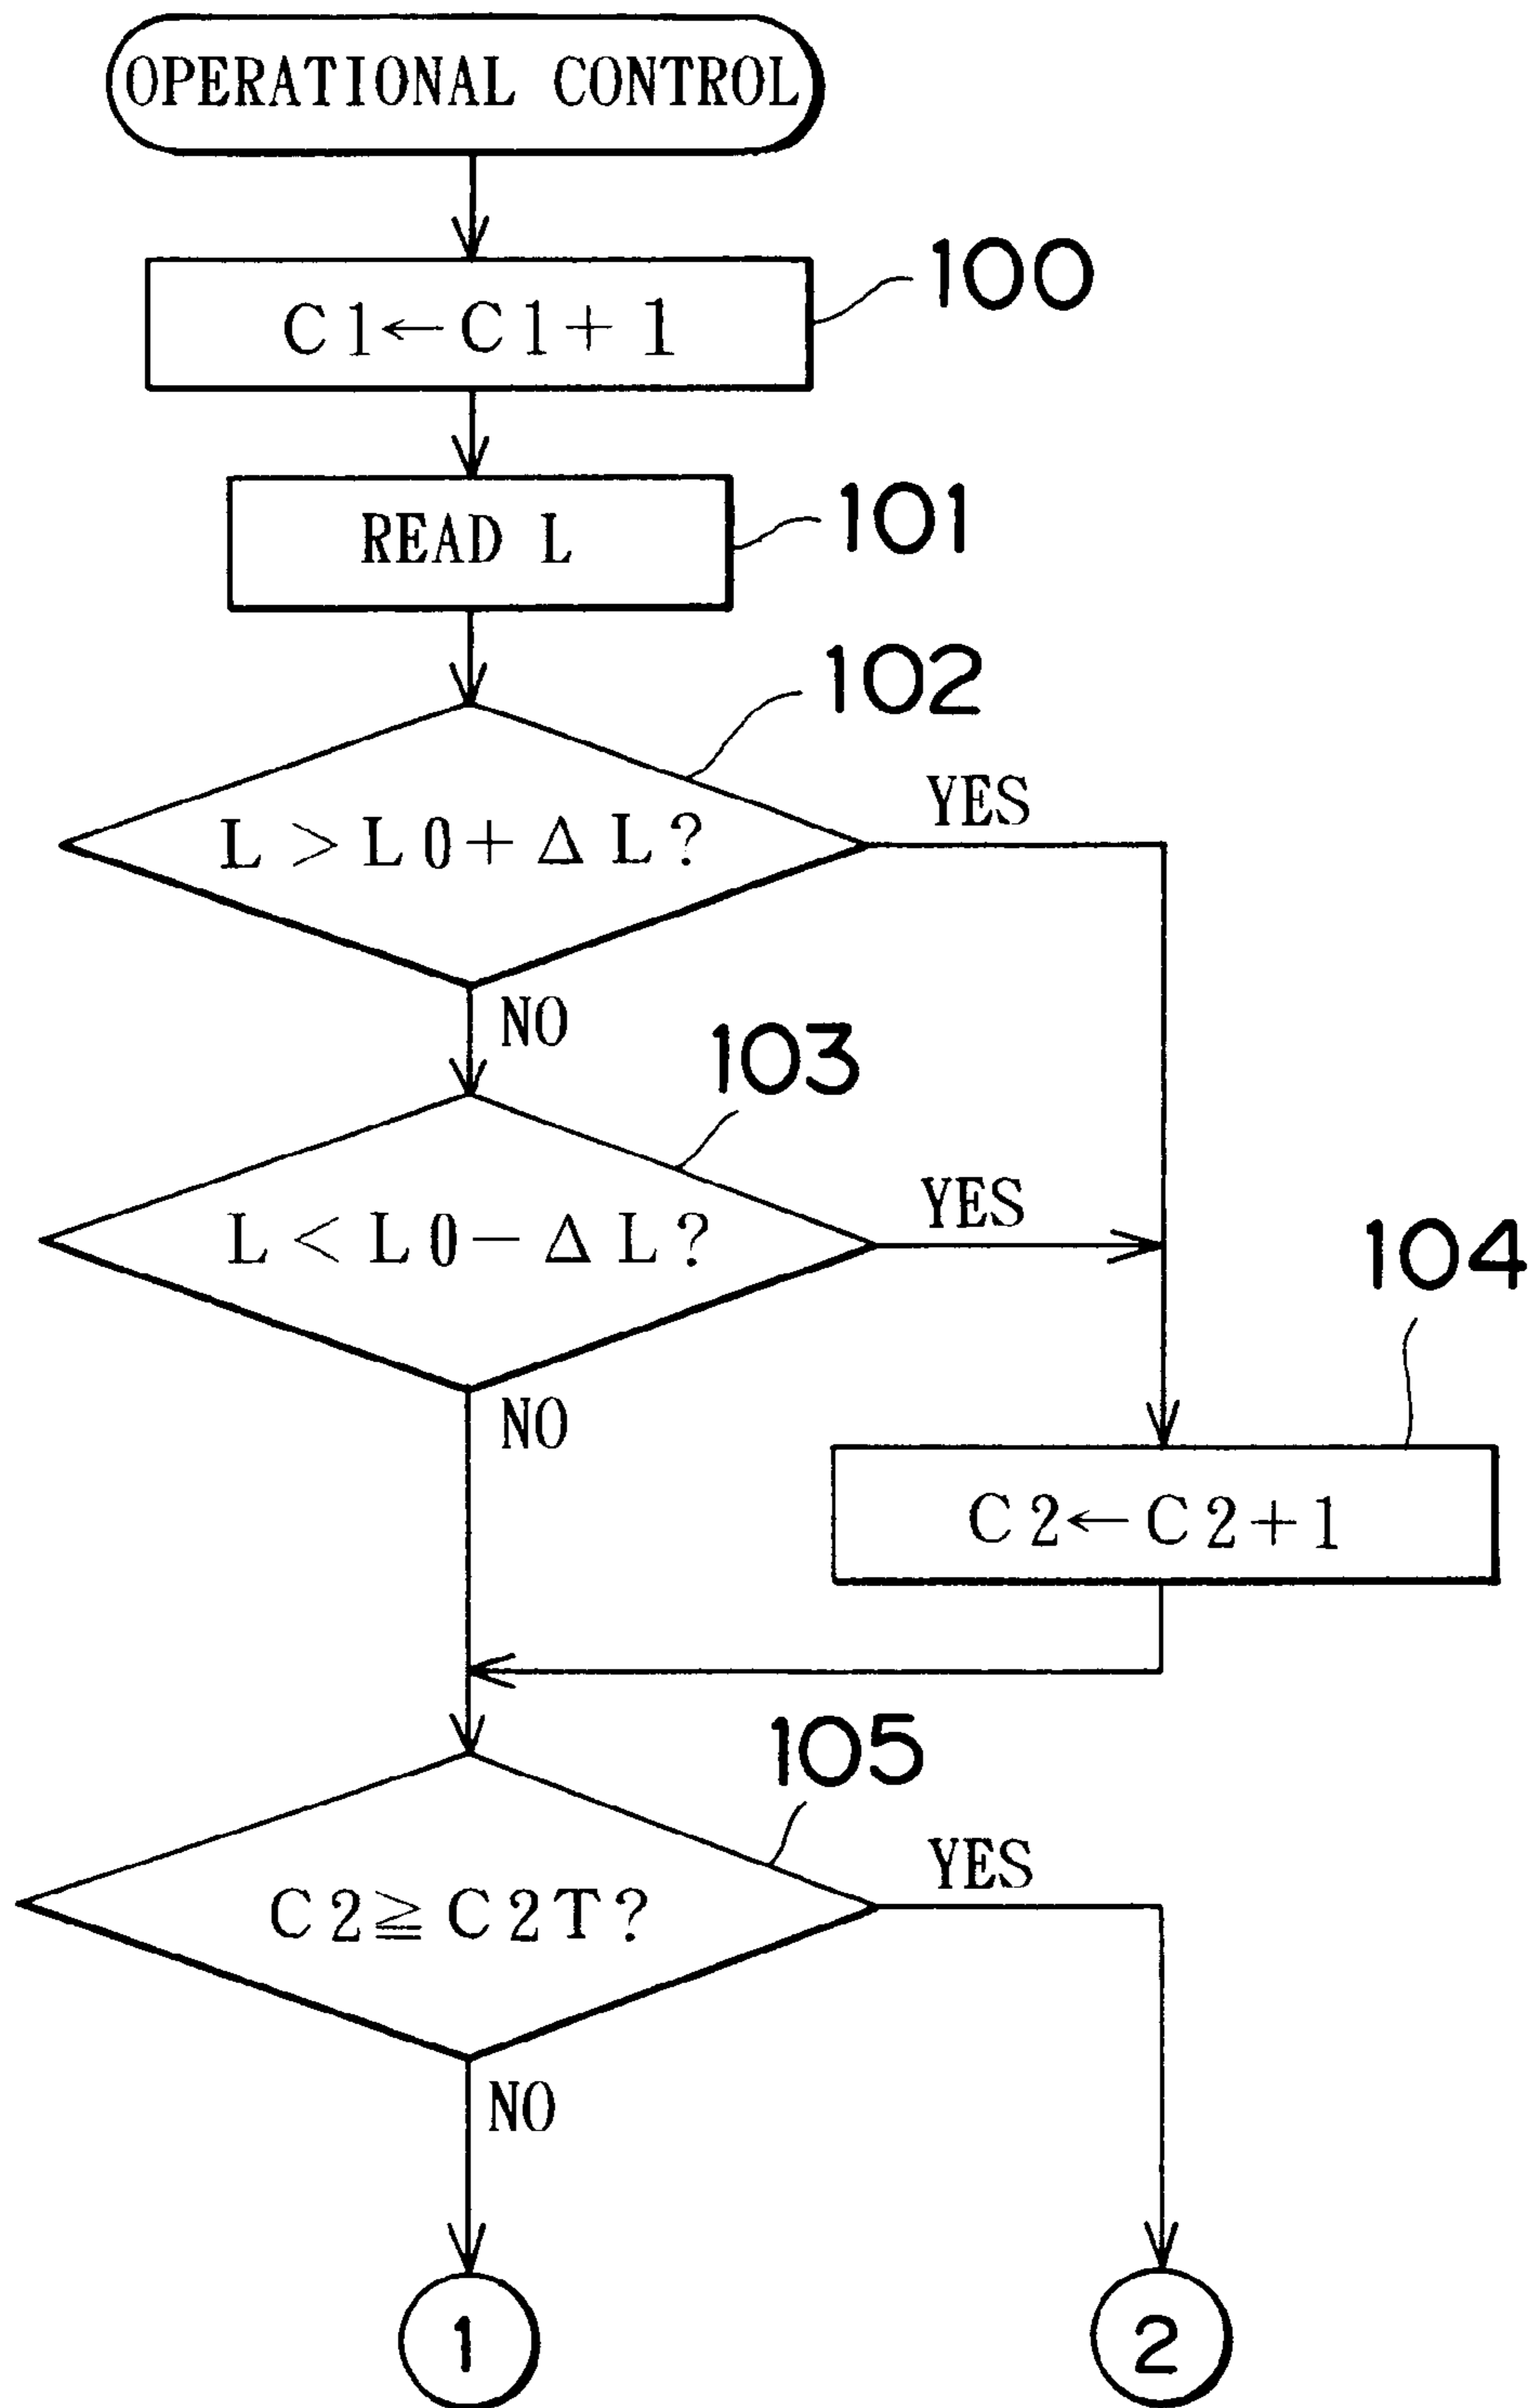 OPERATIONAL CONTROL
100
C1←C1+1
101
READ L
102
YES
L>L0+ΔL?
NO
103
YES
L<L0-ΔL?
104
NO
C2←C2+1
105
YES
C2≧C2T?
NO
1
2